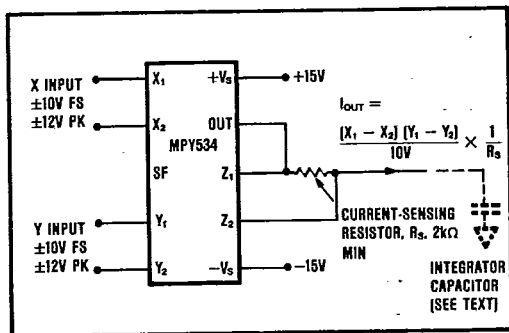 X INPUT
±10V FS
±12V PK
X₁
X₂
SF
Y INPUT
±10V FS
±12V PK
Y₁
Y₂
MPY534
+Vs
OUT
Z₁
Z₂
−Vs
+15V
−15V
IOUT =
(X₁ − X₂) (Y₁ − Y₂)
10V
× 1
Rs
CURRENT-SENSING
RESISTOR, Rs, 2kΩ
MIN
INTEGRATOR
CAPACITOR
(SEE TEXT)